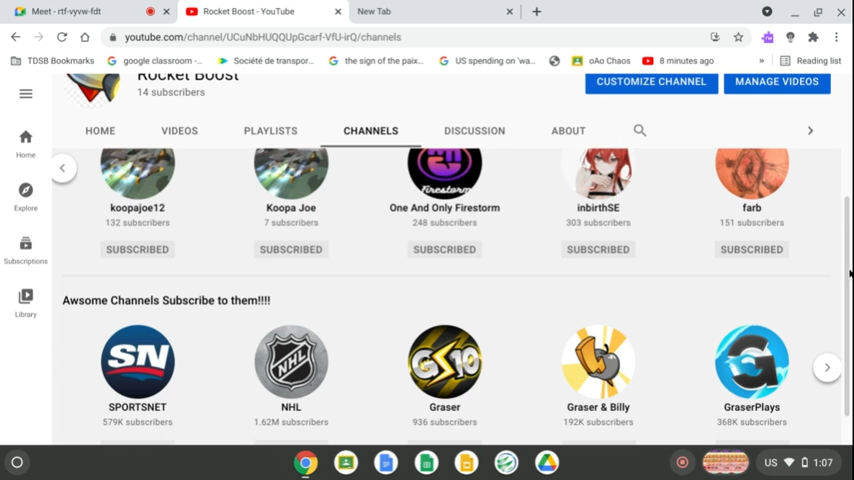 Meet - rtf-vyvw-fdt
Rocket Boost - YouTube
New Tab
youtube.com/channel/UCuNbHUQQUpGcarf-VfU-irQ/channels
TDSB Bookmarks
google classroom -...
Société de transpor...
the sign of the paix...
US spending on 'wa...
oAo Chaos
8 minutes ago
»
Reading list
Rocket Boost
14 subscribers
CUSTOMIZE CHANNEL
MANAGE VIDEOS
HOME
VIDEOS
PLAYLISTS
CHANNELS
DISCUSSION
ABOUT
Home
Explore
Subscriptions
Library
Firestorm
koopajoe12
Koopa Joe
One And Only Firestorm
inbirthSE
farb
132 subscribers
7 subscribers
248 subscribers
303 subscribers
151 subscribers
SUBSCRIBED
SUBSCRIBED
SUBSCRIBED
SUBSCRIBED
SUBSCRIBED
Awsome Channels Subscribe to them!!!!
SN
NHL
GS10
G
SPORTSNET
NHL
Graser
Graser & Billy
GraserPlays
579K subscribers
1.62M subscribers
936 subscribers
192K subscribers
368K subscribers
US
1:07